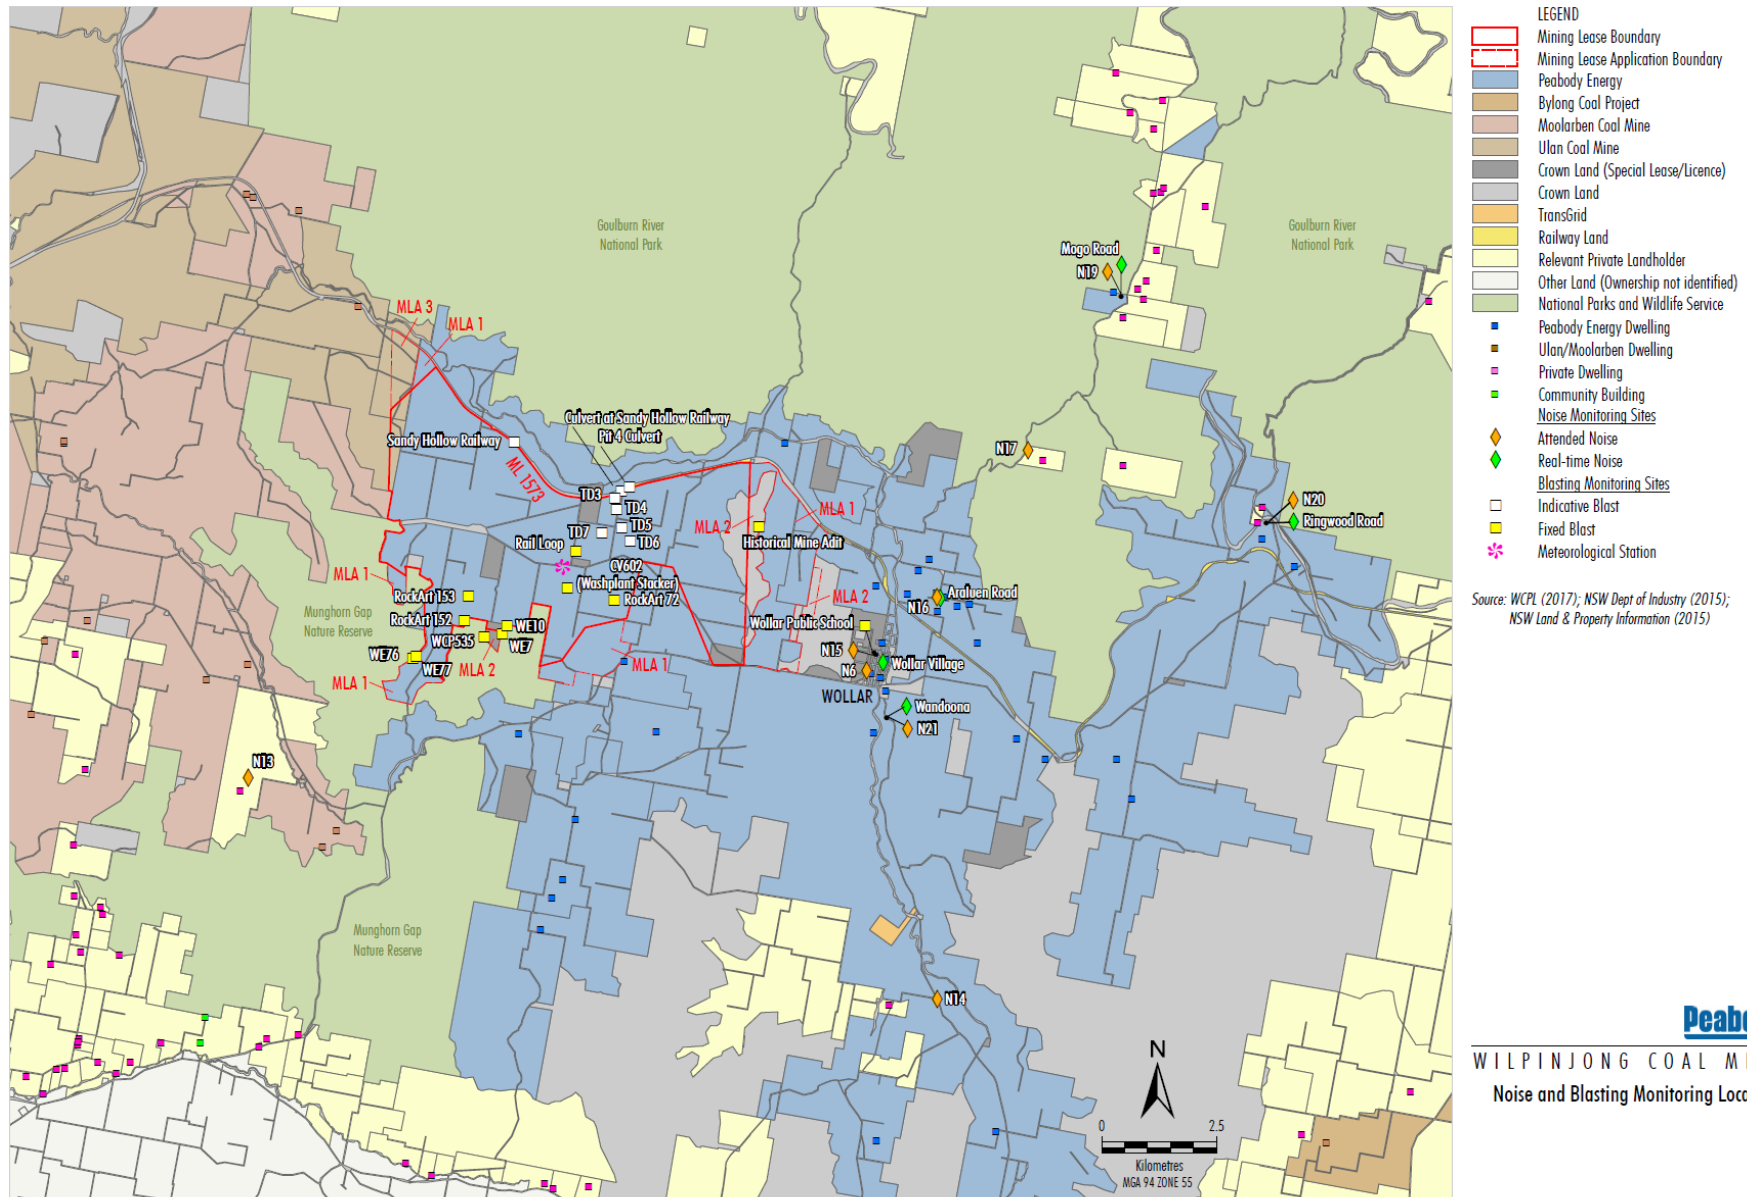 LEGEND
Mining Lease Boundary
Mining Lease Application Boundary
Peabody Energy
Bylong Coal Project
Moolarben Coal Mine
Ulan Coal Mine
Crown Land (Special Lease/Licence)
Crown Land
TransGrid
Railway Land
Relevant Private Landholder
Other Land (Ownership not identified)
National Parks and Wildlife Service
Peabody Energy Dwelling
Ulan/Moolarben Dwelling
Private Dwelling
Community Building
Noise Monitoring Sites
Attended Noise
Real-time Noise
Blasting Monitoring Sites
Indicative Blast
Fixed Blast
Meteorological Station
Source: WCPL (2017); NSW Dept of Industry (2015);
NSW Land & Property Information (2015)
Peabo
WILPINJONG COAL MI
Noise and Blasting Monitoring Loca
Goulburn River
National Park
Goulburn River
National Park
Mogo Road
N19
MLA 3
MLA 1
Culvert at Sandy Hollow Railway
Pit 4 Culvert
Sandy Hollow Railway
ML 1573
N17
TD3
TD4
TD5
TD7
TD6
Rail Loop
MLA 2
MLA 1
Historical Mine Adit
N20
Ringwood Road
CV602
(Washplant Stacker)
RockArt 72
MLA 1
Munghorn Gap
Nature Reserve
RockArt 153
RockArt 152
WE10
WCP535
WE7
WE76
WE77
MLA 2
MLA 1
MLA 1
MLA 2
Araluen Road
N16
Wollar Public School
N15
Wollar Village
N6
WOLLAR
Wandoona
N21
N13
Munghorn Gap
Nature Reserve
N14
N
0
2.5
Kilometres
MGA 94 ZONE 55